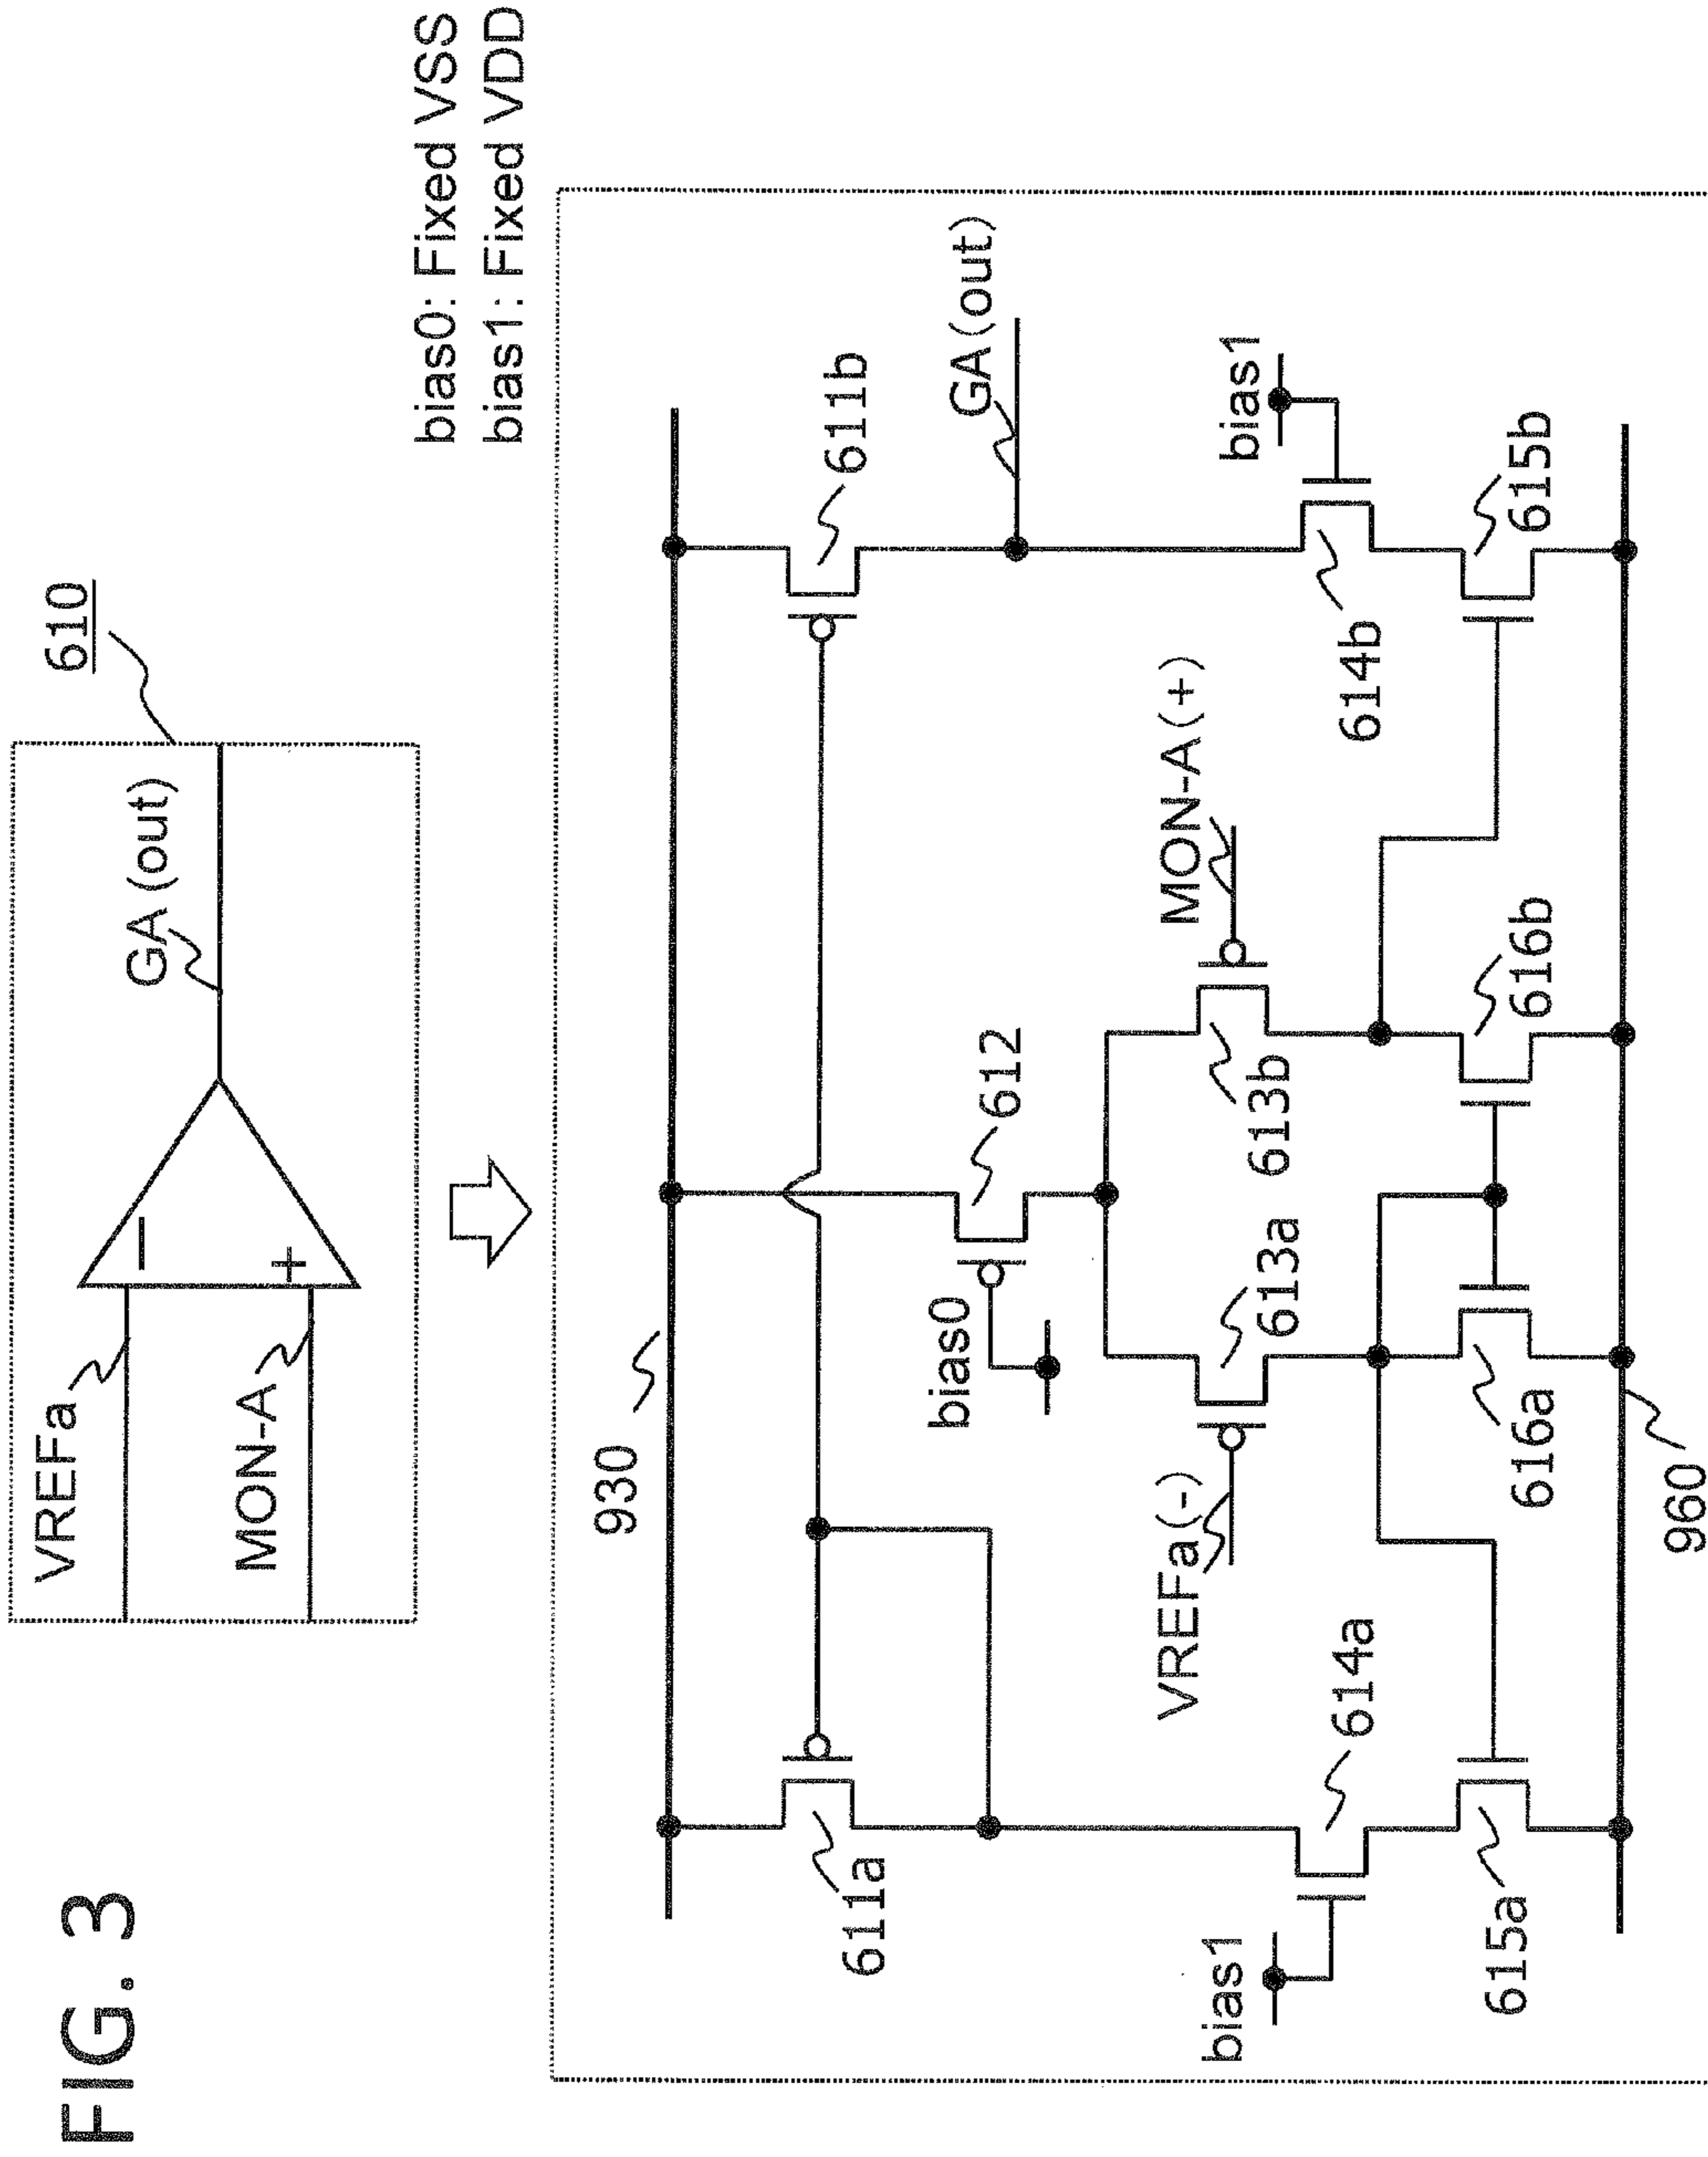 FIG. 3
610
VREFa
MON-A
−
+
GA (out)
bias0: Fixed VSS
bias1: Fixed VDD
930
611a
611b
GA(out)
bias0
612
VREFa(-)
613a
613b
MON-A(+)
bias1
614a
614b
bias1
615a
616a
616b
615b
960